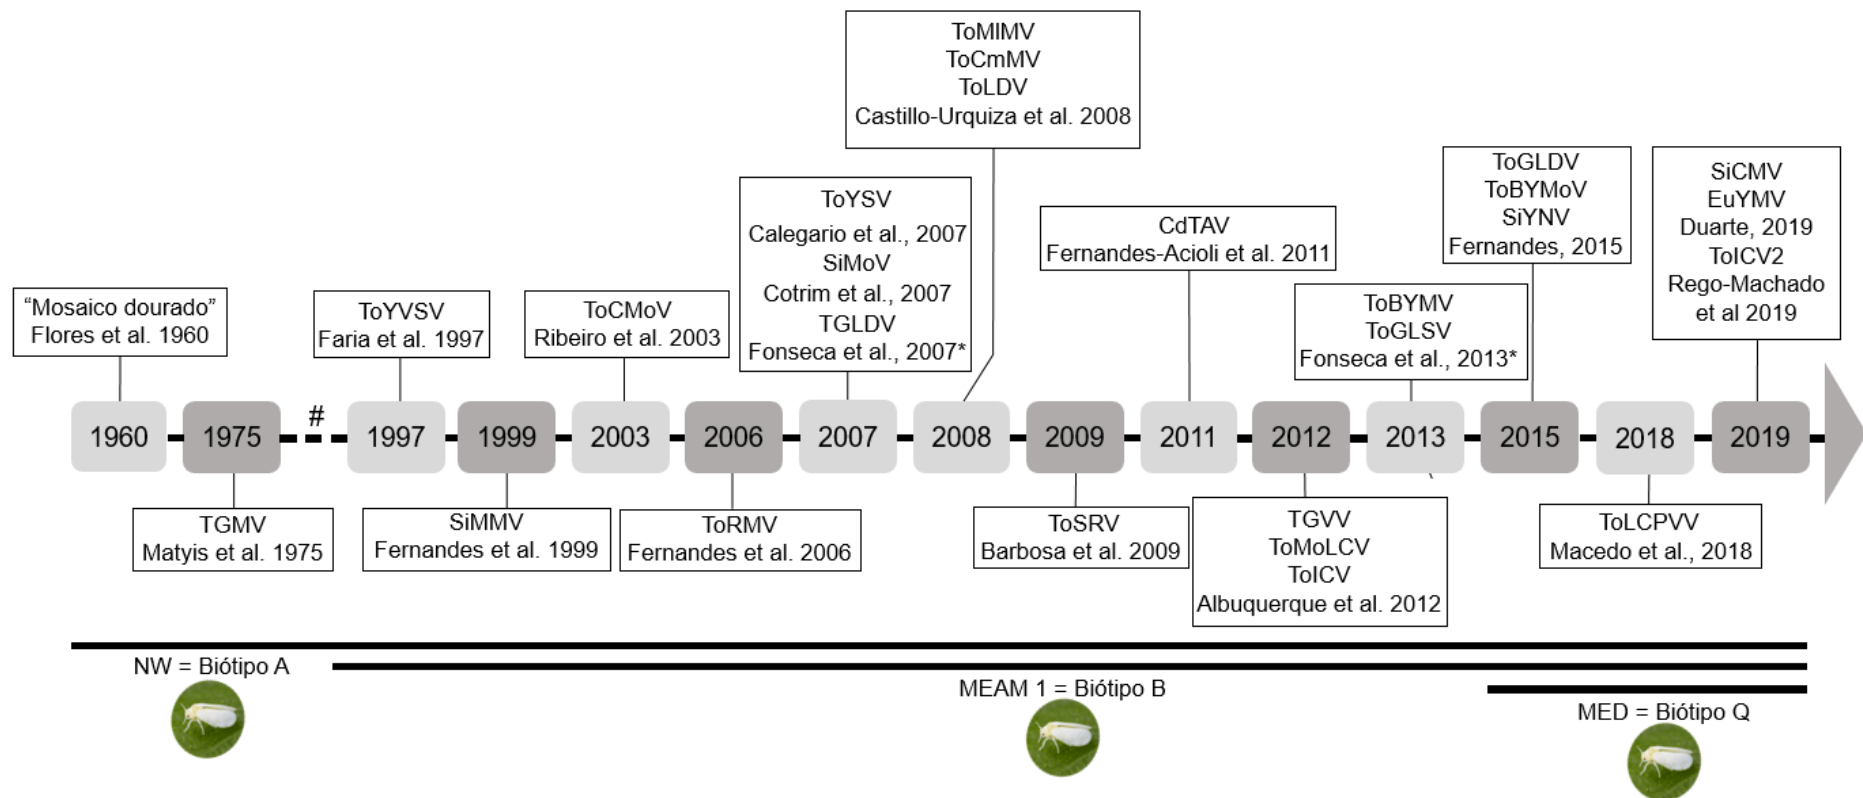 ToMlMV
ToCmMV
ToLDV
Castillo-Urquiza et al. 2008
ToYSV
Calegario et al., 2007
SiMoV
Cotrim et al., 2007
TGLDV
Fonseca et al., 2007*
CdTAV
Fernandes-Acioli et al. 2011
ToGLDV
ToBYMoV
SiYNV
Fernandes, 2015
SiCMV
EuYMV
Duarte, 2019
ToICV2
Rego-Machado
et al 2019
“Mosaico dourado”
Flores et al. 1960
ToYVSV
Faria et al. 1997
ToCMoV
Ribeiro et al. 2003
ToBYMV
ToGLSV
Fonseca et al., 2013*
#
1960 1975 1997 1999 2003 2006 2007 2008 2009 2011 2012 2013 2015 2018 2019
TGMV
Matyis et al. 1975
SiMMV
Fernandes et al. 1999
ToRMV
Fernandes et al. 2006
ToSRV
Barbosa et al. 2009
TGVV
ToMoLCV
ToICV
Albuquerque et al. 2012
ToLCPVV
Macedo et al., 2018
NW = Biótipo A
MEAM 1 = Biótipo B
MED = Biótipo Q